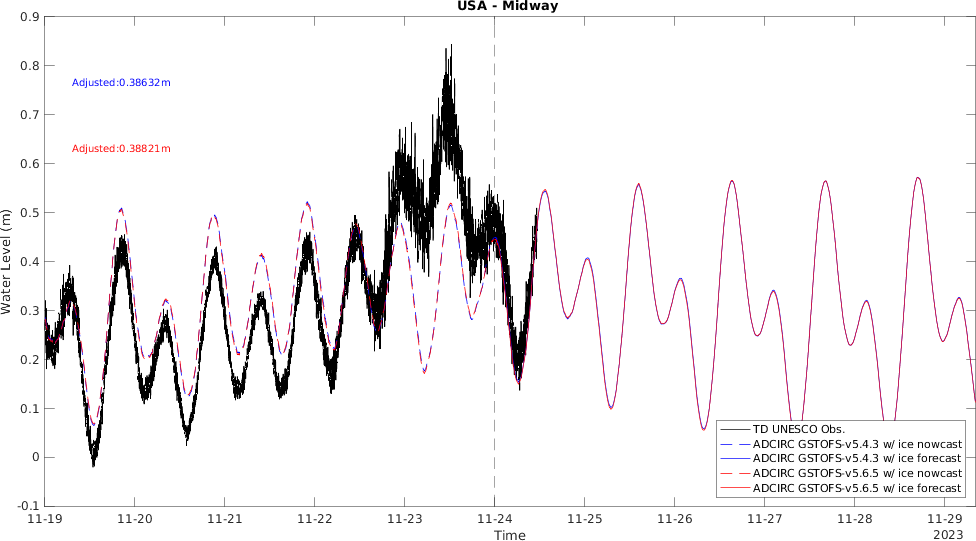 USA - Midway
0.9
0.8
0.7
0.6
0.5
0.4
0.3
0.2
0.1
0
-0.1
Water Level (m)
Adjusted:0.38632m
Adjusted:0.38821m
TD UNESCO Obs.
ADCIRC GSTOFS-v5.4.3 w/ ice nowcast
ADCIRC GSTOFS-v5.4.3 w/ ice forecast
ADCIRC GSTOFS-v5.6.5 w/ ice nowcast
ADCIRC GSTOFS-v5.6.5 w/ ice forecast
11-19 11-20 11-21 11-22 11-23 11-24 11-25 11-26 11-27 11-28 11-29
Time 2023